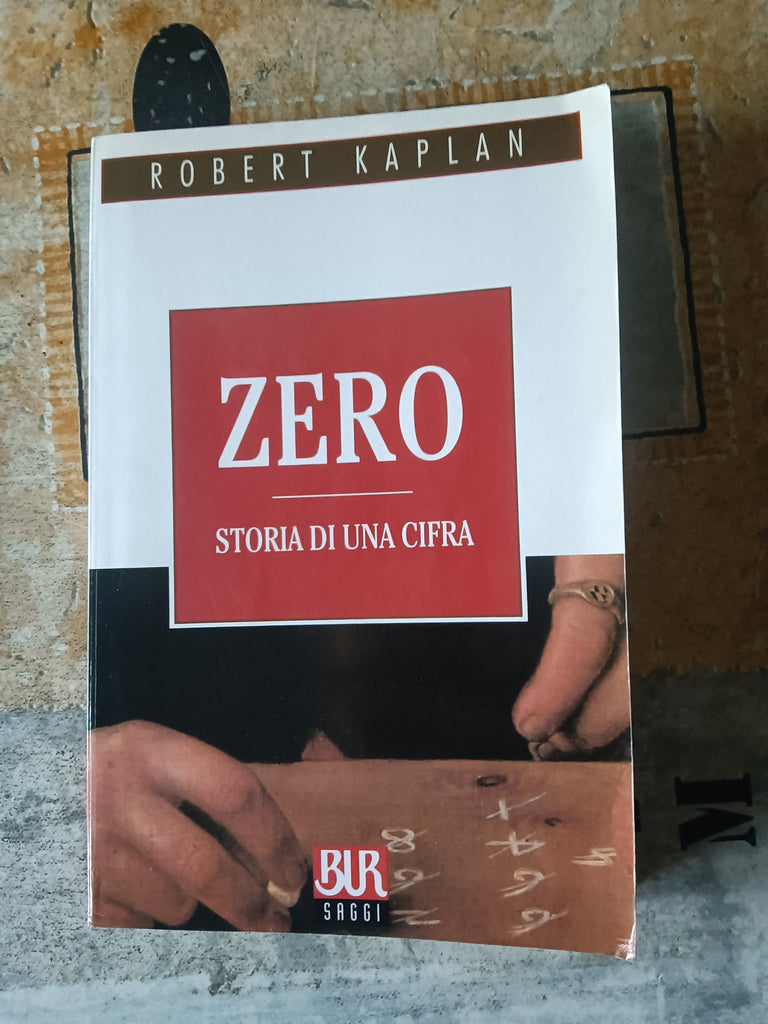 ROBERT KAPLAN
ZERO
STORIA DI UNA CIFRA
BUR
SAGGI
M